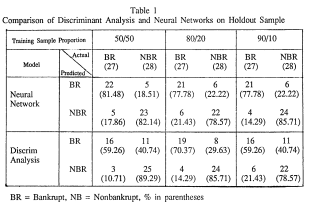 Table 1
Comparison of Discriminant Analysis and Neural Networks on Holdout Sample
Training Sample Proportion 50/50 80/20 90/10
Actual BR NBR BR NBR BR NBR
Model (27) (28) (27) (28) (27) (28)
Predicted
BR 22 5 21 6 21 6
Neural (81.48) (18.51) (77.78) (22.22) (77.78) (22.22)
Network
NBR 5 23 6 22 4 24
(17.86) (82.14) (21.43) (78.57) (14.29) (85.71)
BR 16 11 19 8 16 11
Discrim (59.26) (40.74) (70.37) (29.63) (59.26) (40.74)
Analysis
NBR 3 25 4 24 6 22
(10.71) (89.29) (14.29) (85.71) (21.43) (78.57)
BR = Bankrupt, NB = Nonbankrupt, % in parentheses